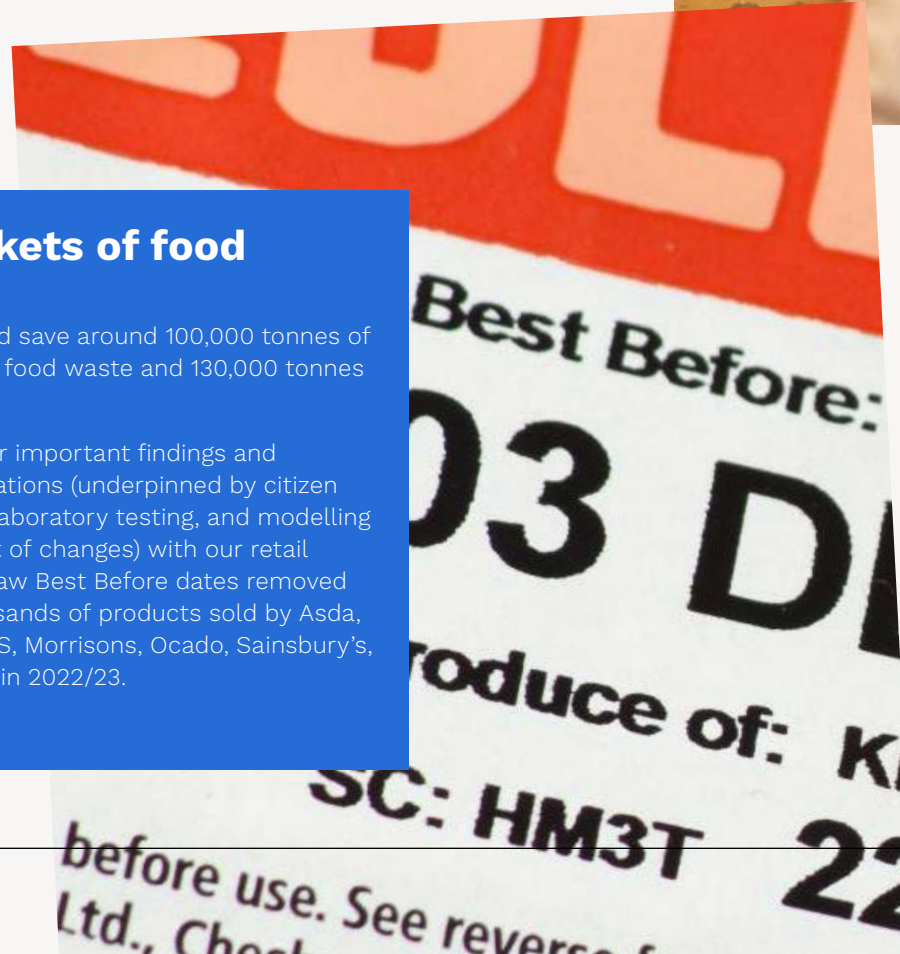 kets of food
d save around 100,000 tonnes of
food waste and 130,000 tonnes
r important findings and
ations (underpinned by citizen
aboratory testing, and modelling
t of changes) with our retail
aw Best Before dates removed
sands of products sold by Asda,
S, Morrisons, Ocado, Sainsbury's,
in 2022/23.
Best Before:
03 D
roduce of: K
SC: HM3T 22
before use. See reverse f
Ltd., Ches